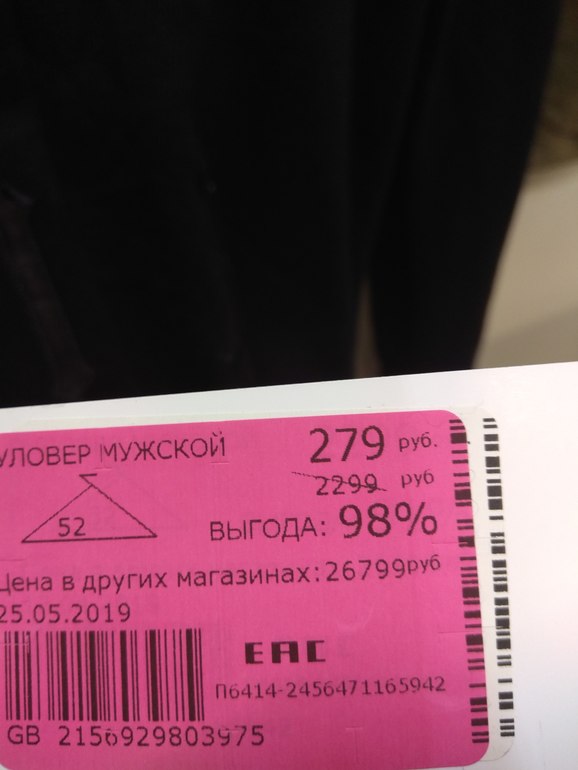 УЛОВЕР МУЖСКОЙ
279 руб.
2299 руб
52
ВЫГОДА: 98%
Цена в других магазинах: 26799руб
25.05.2019
EAC
П6414-2456471165942
GB 2156929803975